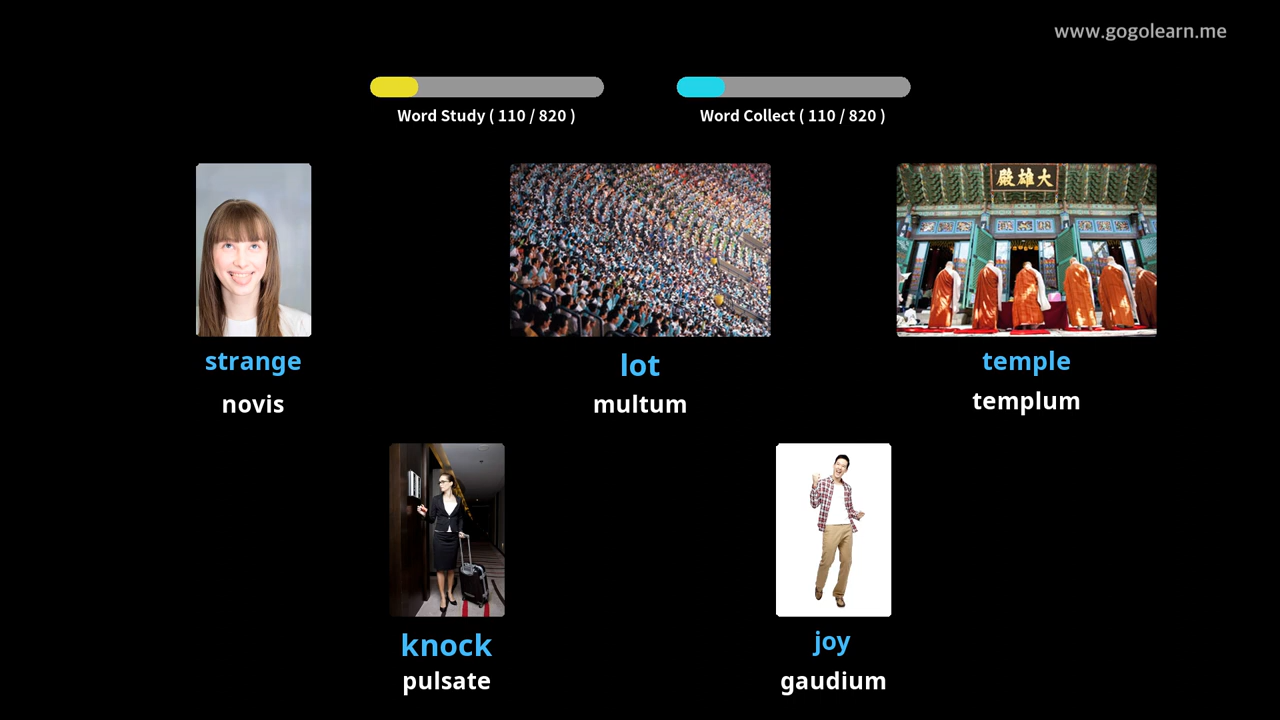 www.gogolearn.me
Word Study ( 110 / 820 )
Word Collect ( 110 / 820 )
殿雄大
strange
lot
temple
novis
multum
templum
knock
joy
pulsate
gaudium